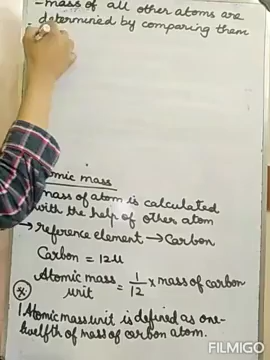 - mass of all other atoms are
determined by comparing them
omic mass
mass of atom is calculated
with the help of other atom
→ reference element → Carbon
Carbon = 12u
Atomic mass unit = 1/12 × mass of carbon
1 Atomic mass unit is defined as one-
twelfth of mass of carbon atom.
FILMIGO